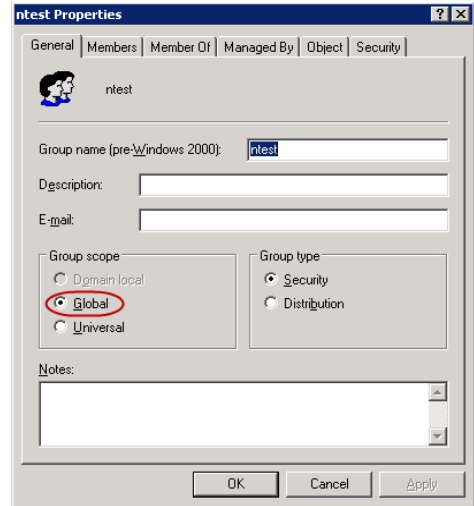 ntest Properties
General Members Member Of Managed By Object Security
ntest
Group name (pre-Windows 2000): ntest
Description:
E-mail:
Group scope Group type
Domain local Security
Global Distribution
Universal
Notes:
OK Cancel Apply